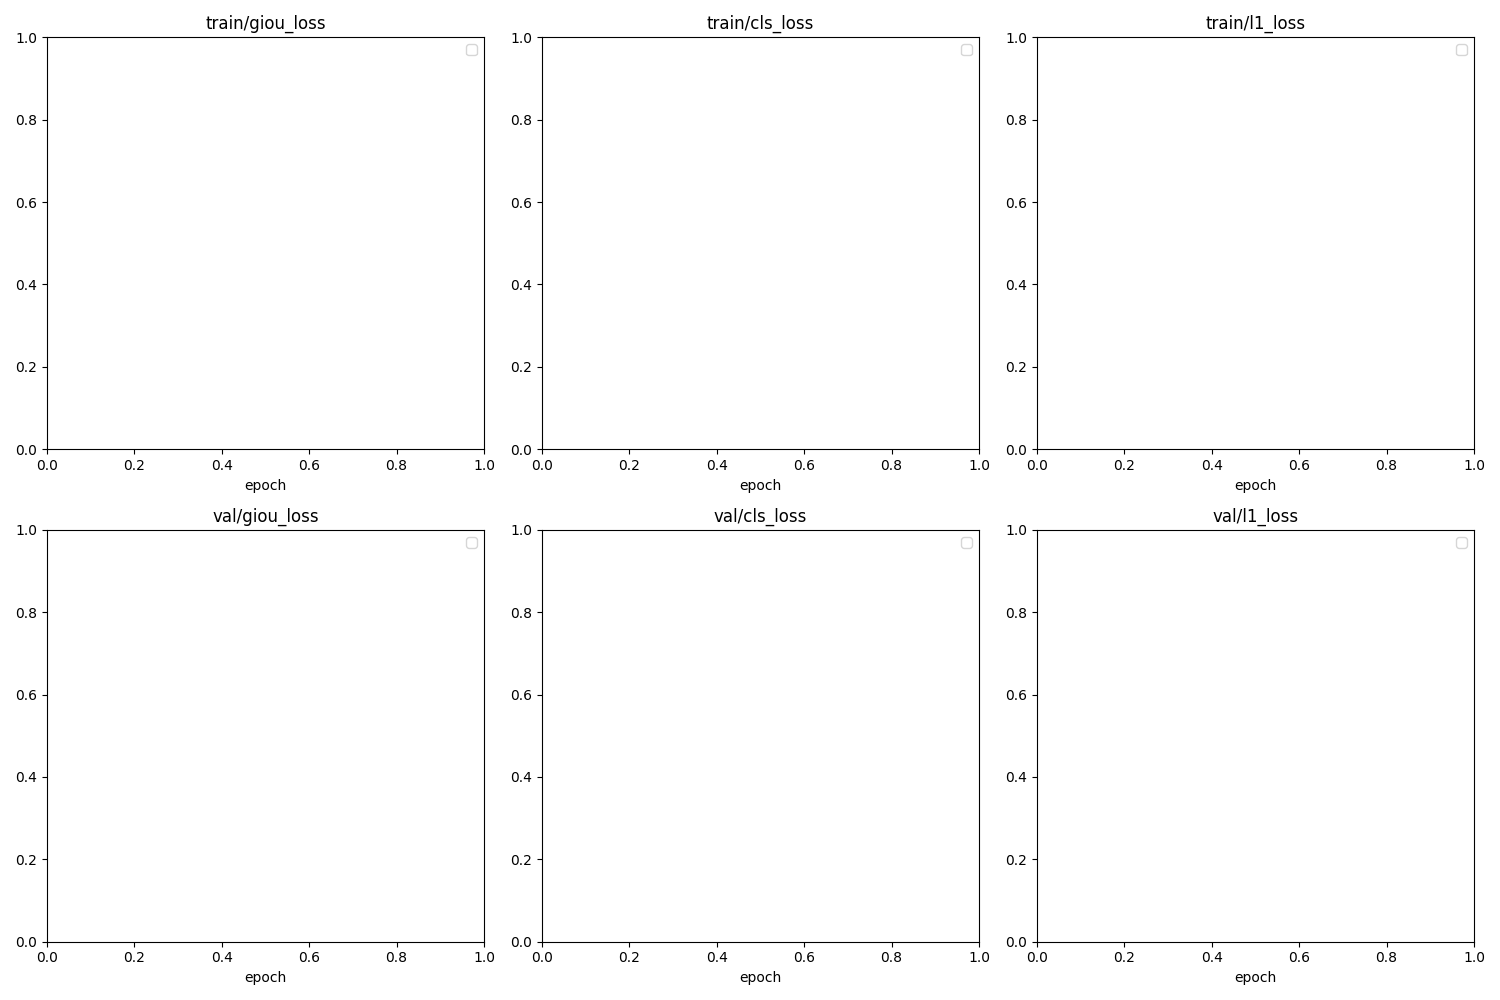 train/giou_loss train/cls_loss train/l1_loss
1.0 1.0 1.0
0.8 0.8 0.8
0.6 0.6 0.6
0.4 0.4 0.4
0.2 0.2 0.2
0.0 0.0 0.0
0.0 0.2 0.4 0.6 0.8 1.0 0.0 0.2 0.4 0.6 0.8 1.0 0.0 0.2 0.4 0.6 0.8 1.0
epoch epoch epoch
val/giou_loss val/cls_loss val/l1_loss
1.0 1.0 1.0
0.8 0.8 0.8
0.6 0.6 0.6
0.4 0.4 0.4
0.2 0.2 0.2
0.0 0.0 0.0
0.0 0.2 0.4 0.6 0.8 1.0 0.0 0.2 0.4 0.6 0.8 1.0 0.0 0.2 0.4 0.6 0.8 1.0
epoch epoch epoch